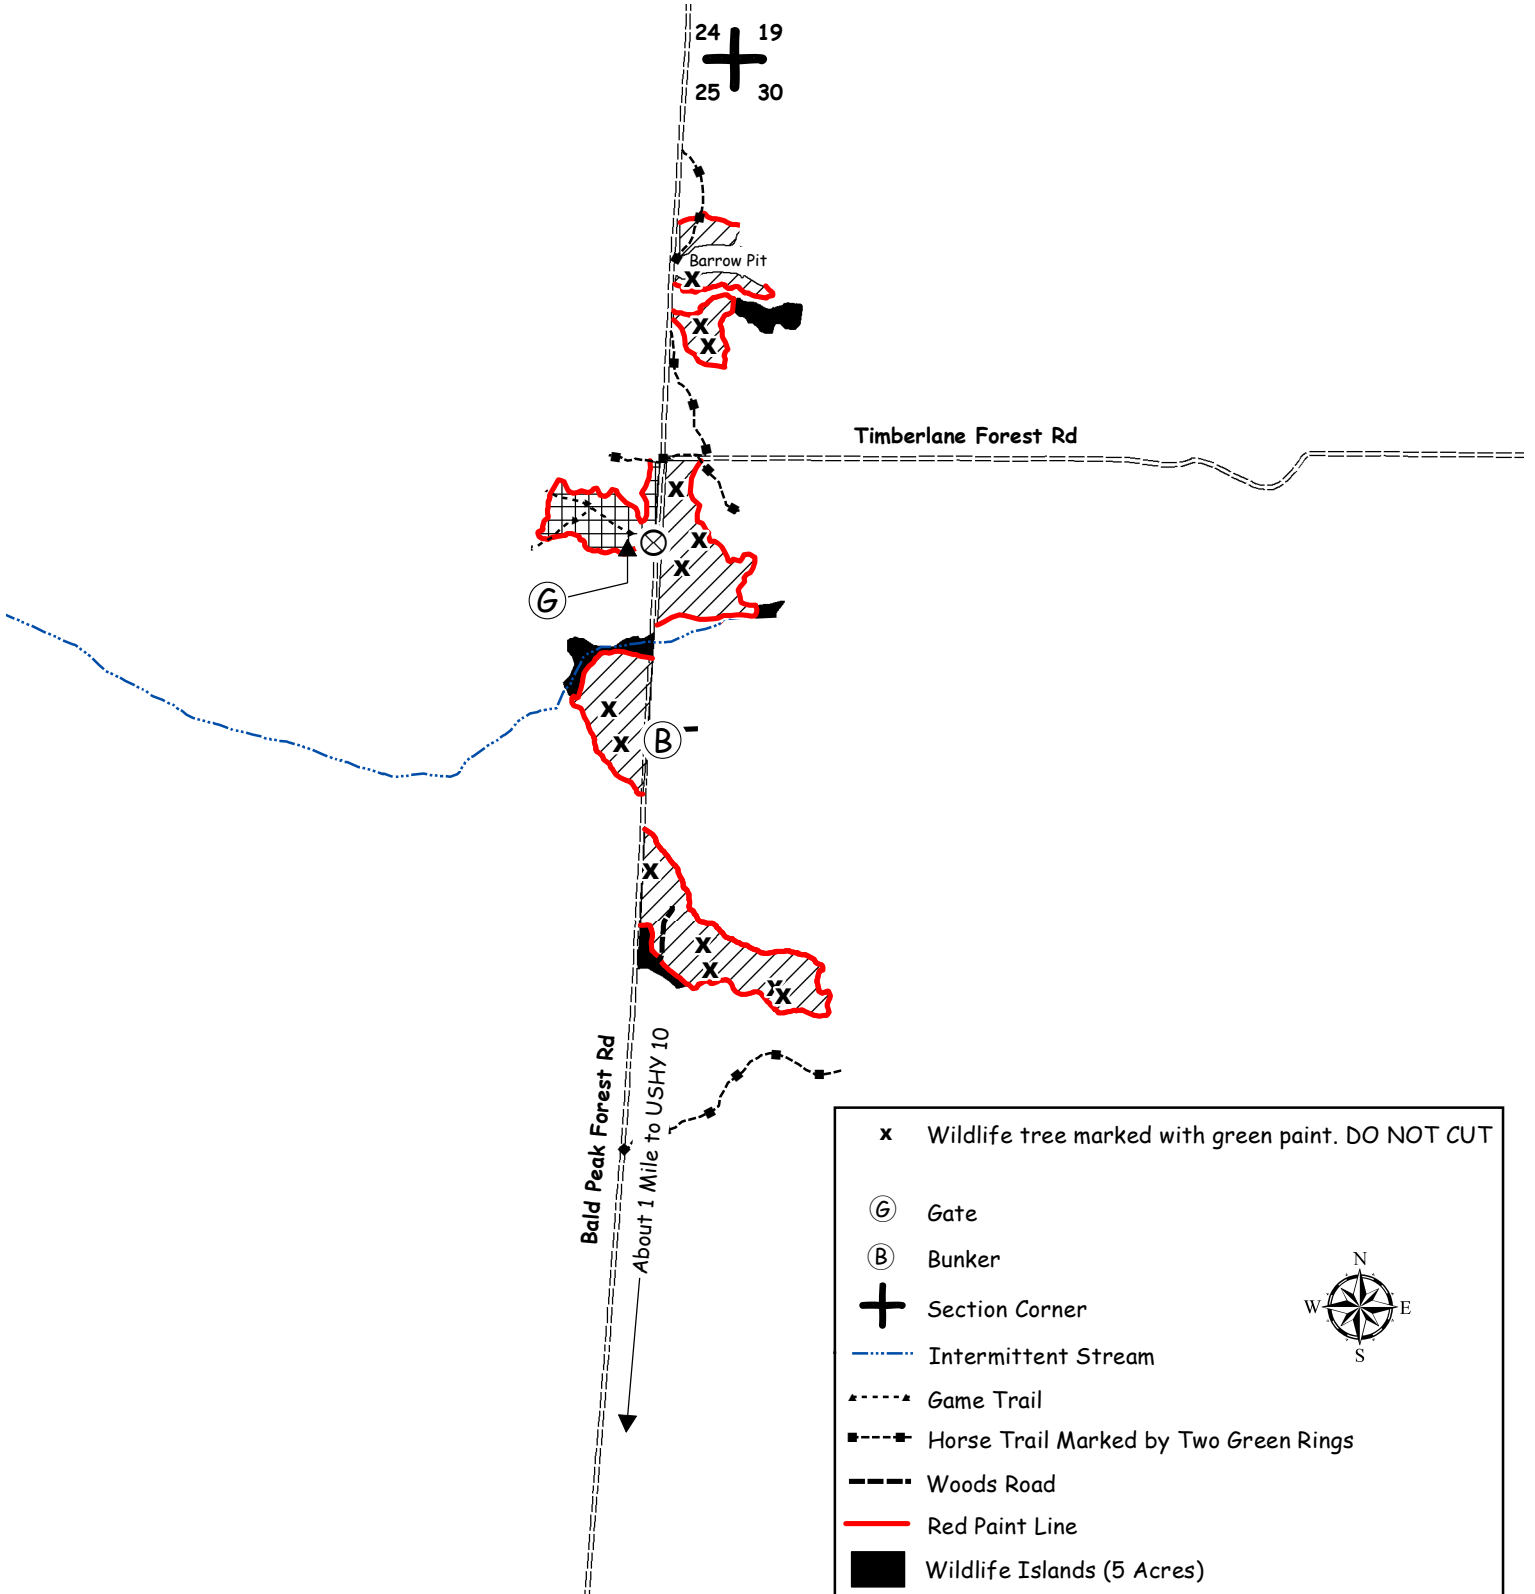 24 19
25 30
Barrow Pit
Timberlane Forest Rd
G
B
Bald Peak Forest Rd
About 1 Mile to USHY 10
x Wildlife tree marked with green paint. DO NOT CUT
G Gate
B Bunker
Section Corner
Intermittent Stream
Game Trail
Horse Trail Marked by Two Green Rings
Woods Road
Red Paint Line
Wildlife Islands (5 Acres)
N
W E
S